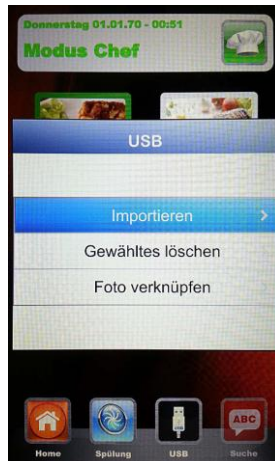 Donnerstag 01.01.70 - 00:51
Modus Chef
USB
Importieren
Gewähltes löschen
Foto verknüpfen
ABC
Home
Spülung
USB
Suche